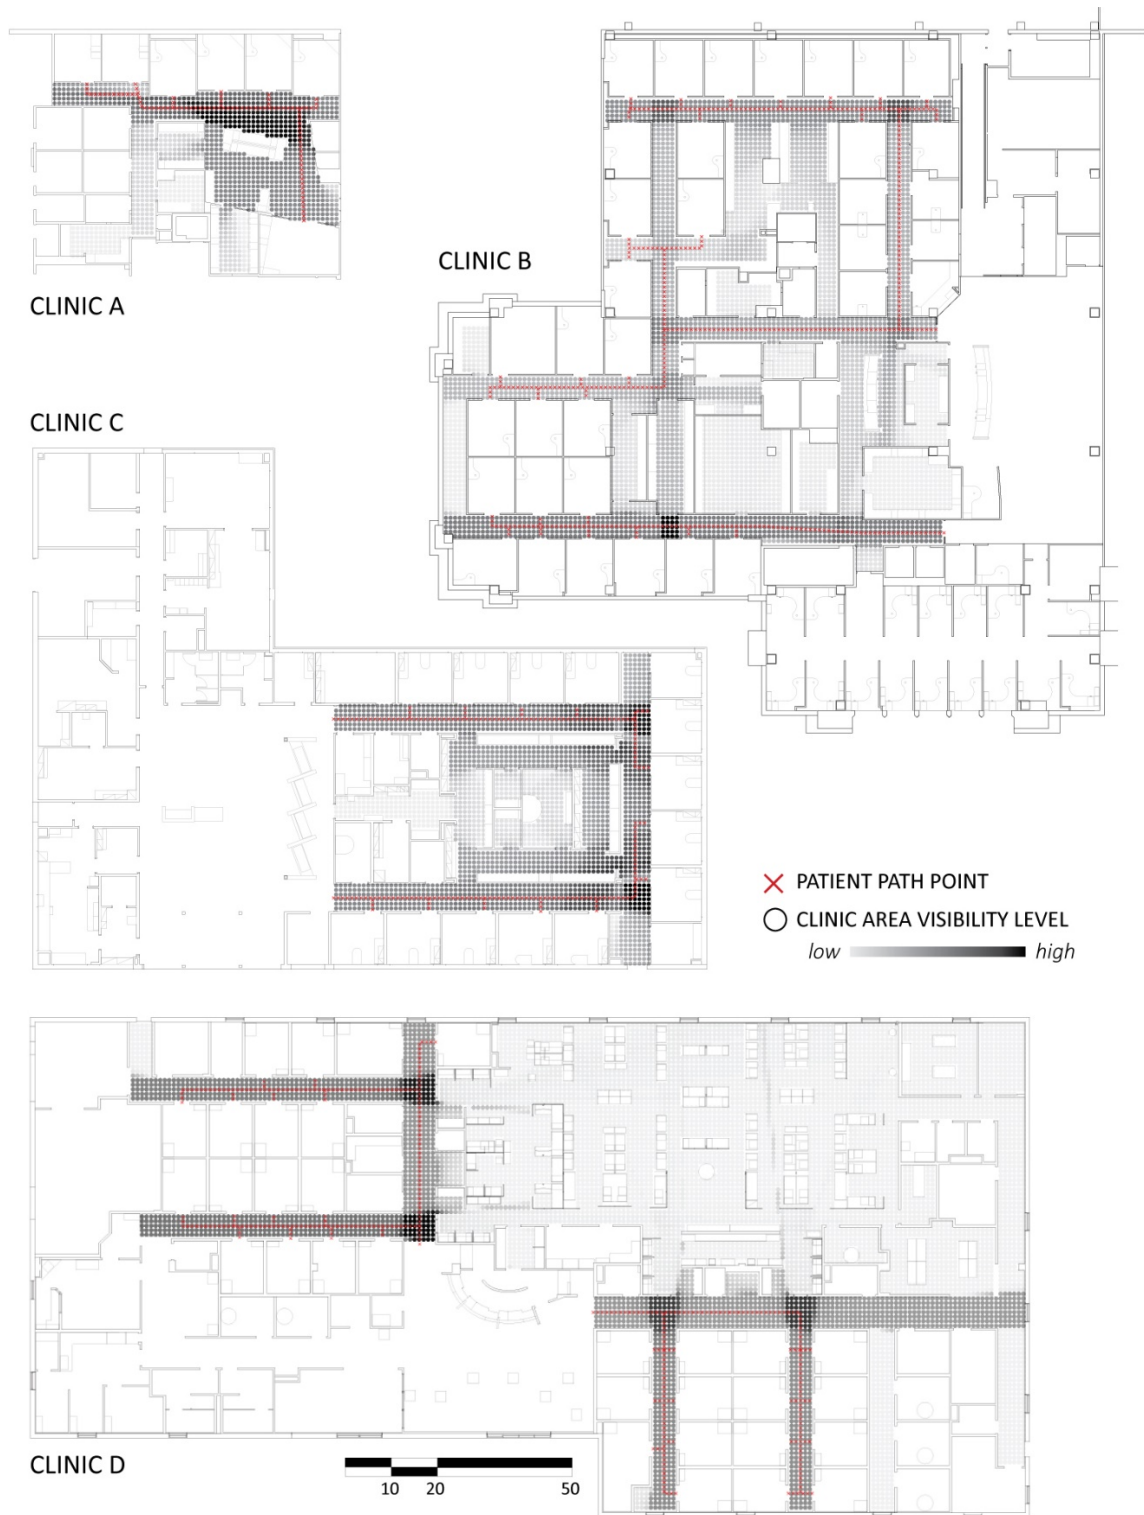 CLINIC A
CLINIC B
CLINIC C
PATIENT PATH POINT
CLINIC AREA VISIBILITY LEVEL
low high
CLINIC D
10 20 50